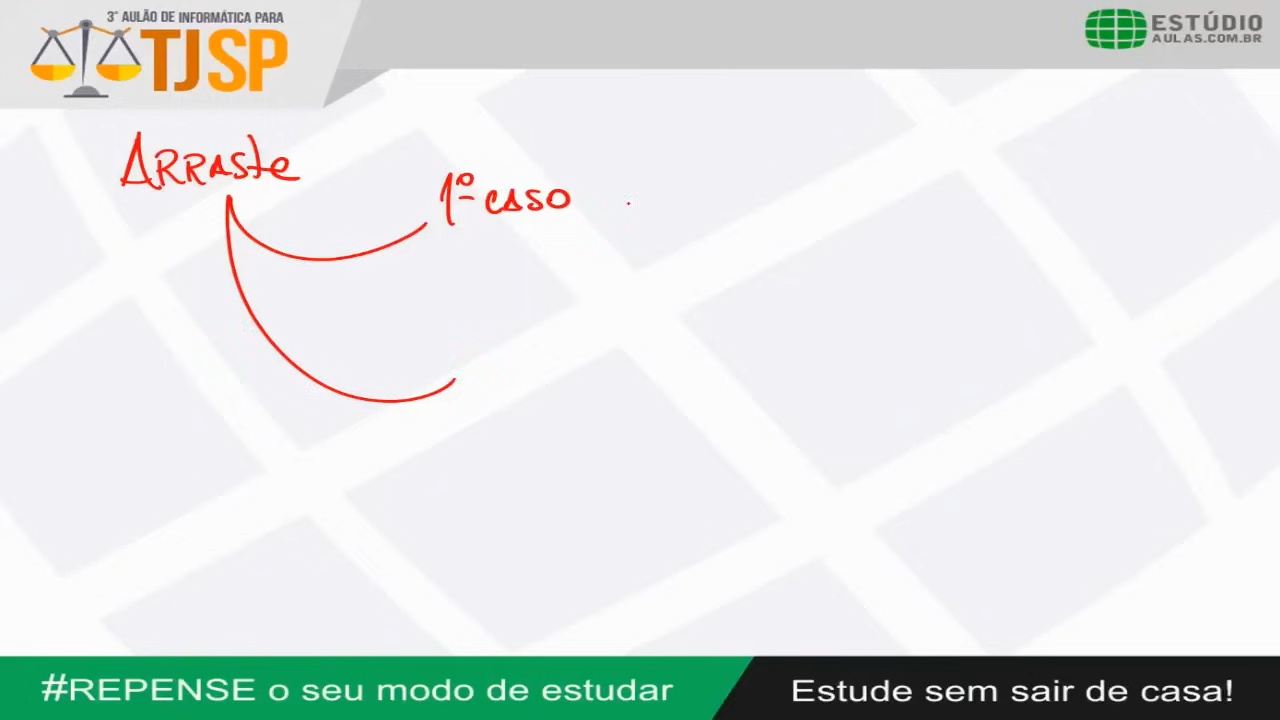 3° AULÃO DE INFORMÁTICA PARA
TJSP
ESTÚDIO
AULAS.COM.BR
ARRASTE
1º CASO
#REPENSE o seu modo de estudar
Estude sem sair de casa!